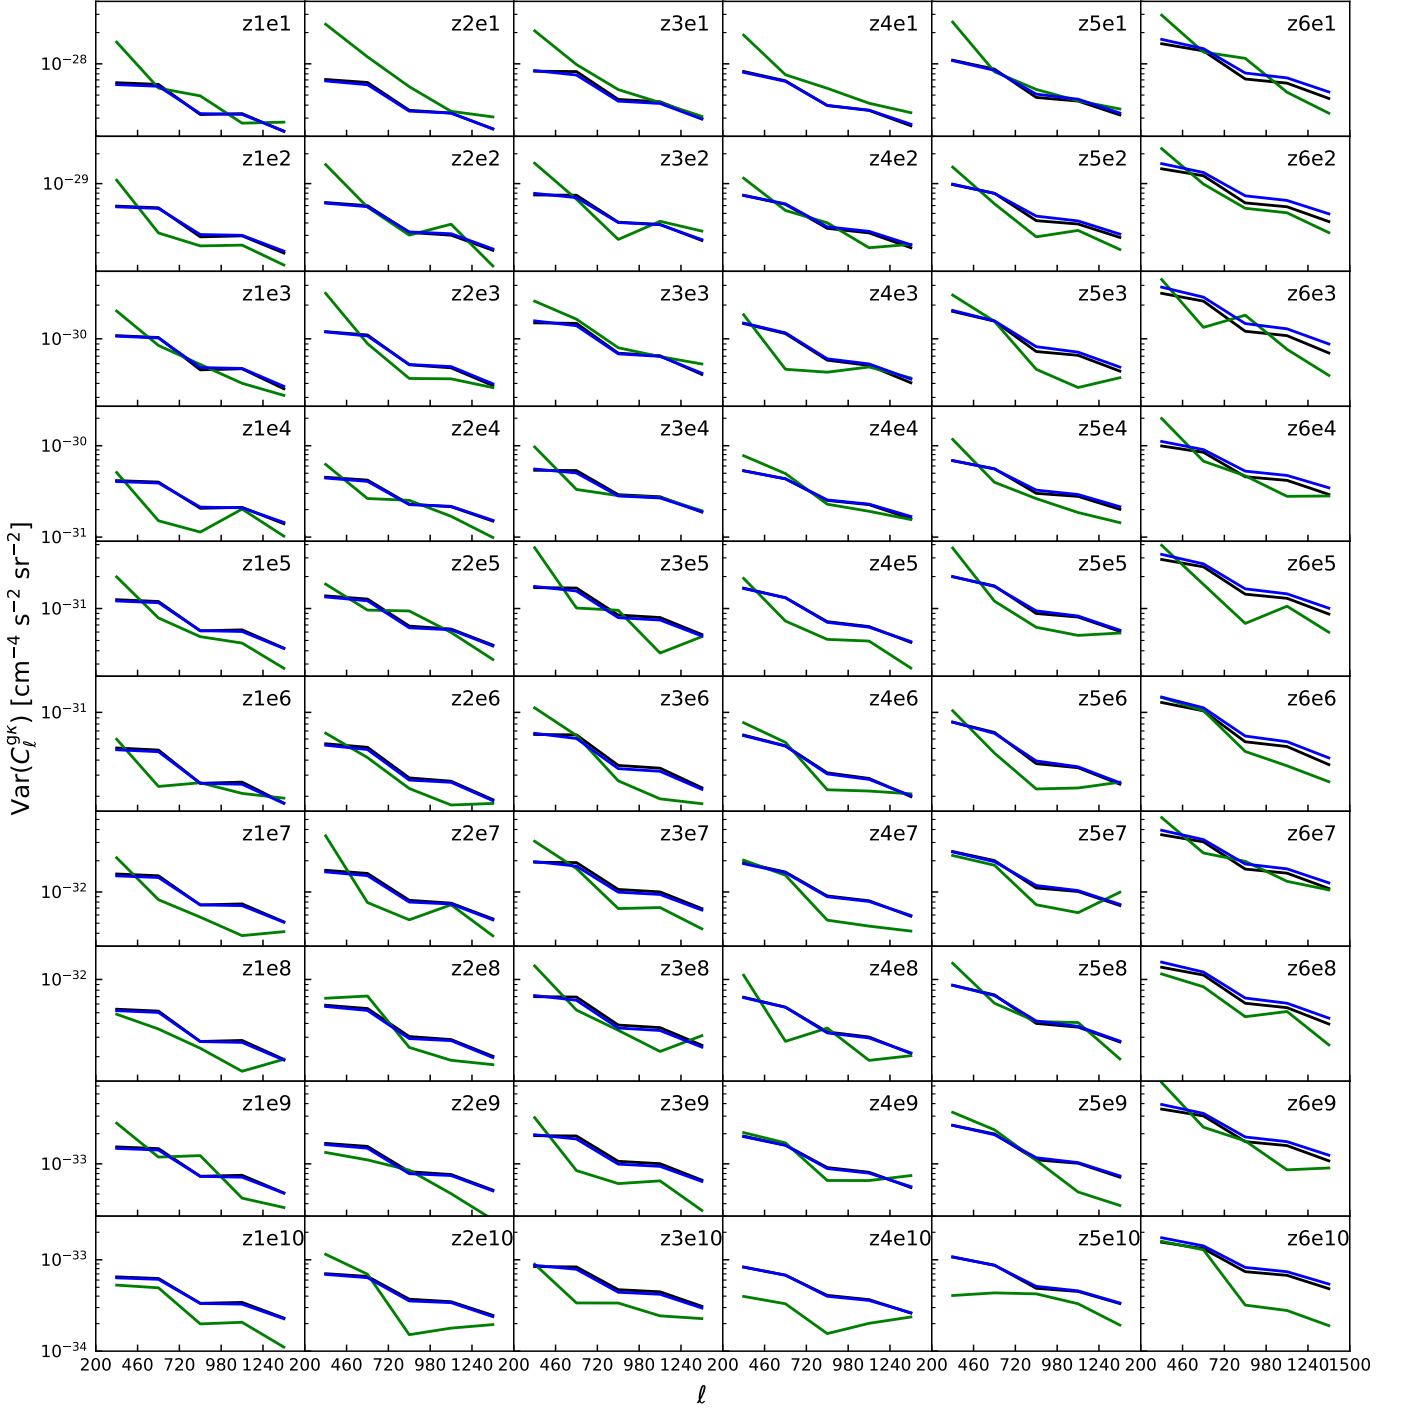 z1e1 z2e1 z3e1 z4e1 z5e1 z6e1
10⁻²⁸
z1e2 z2e2 z3e2 z4e2 z5e2 z6e2
10⁻²⁹
z1e3 z2e3 z3e3 z4e3 z5e3 z6e3
10⁻³⁰
z1e4 z2e4 z3e4 z4e4 z5e4 z6e4
10⁻³⁰
10⁻³¹
z1e5 z2e5 z3e5 z4e5 z5e5 z6e5
10⁻³¹
z1e6 z2e6 z3e6 z4e6 z5e6 z6e6
10⁻³¹
z1e7 z2e7 z3e7 z4e7 z5e7 z6e7
10⁻³²
z1e8 z2e8 z3e8 z4e8 z5e8 z6e8
10⁻³²
z1e9 z2e9 z3e9 z4e9 z5e9 z6e9
10⁻³³
z1e10 z2e10 z3e10 z4e10 z5e10 z6e10
10⁻³³
10⁻³⁴
200 460 720 980 1240 200 460 720 980 1240 200 460 720 980 1240 200 460 720 980 1240 200 460 720 980 1240 200 460 720 980 1240 1500
ℓ
Var(C_ℓ^{gκ}) [cm⁻⁴ s⁻² sr⁻²]